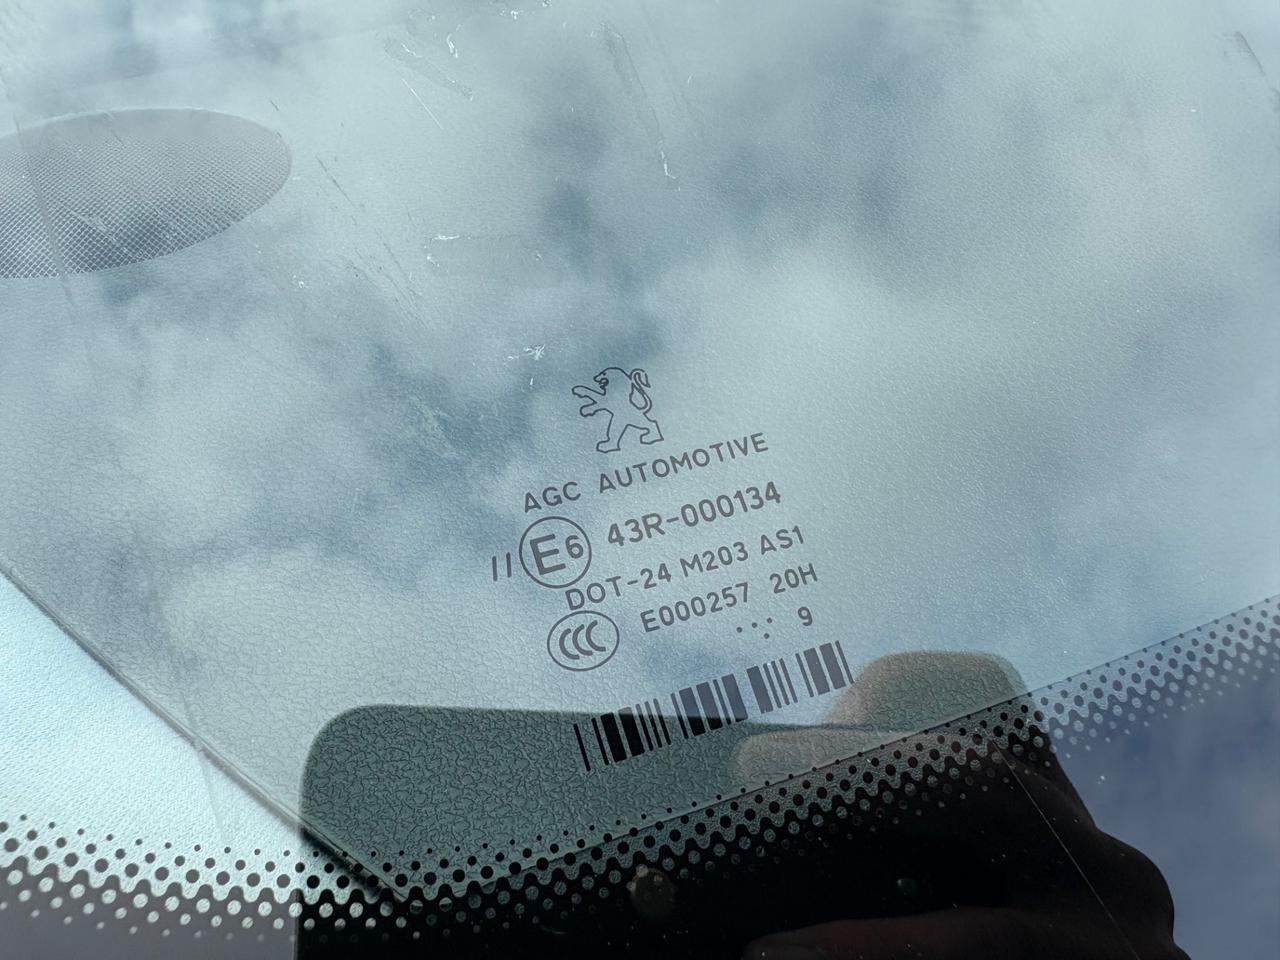 AGC AUTOMOTIVE
II E6 43R-000134
DOT-24 M203 AS1
CCC E000257 20H
9